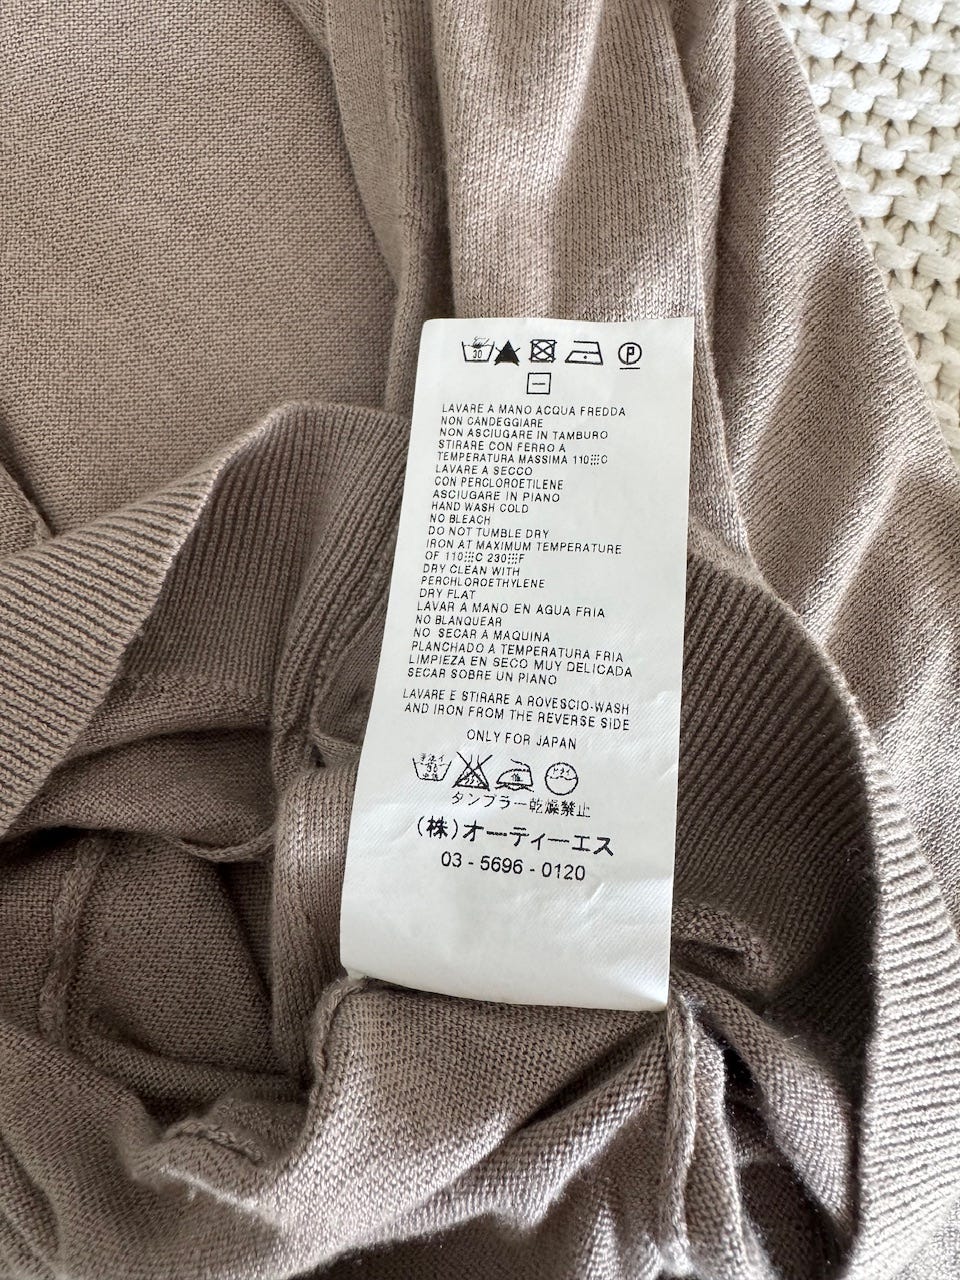 30 P
LAVARE A MANO ACQUA FREDDA
NON CANDEGGIARE
NON ASCIUGARE IN TAMBURO
STIRARE CON FERRO A
TEMPERATURA MASSIMA 110⁝⁝⁝C
LAVARE A SECCO
CON PERCLOROETILENE
ASCIUGARE IN PIANO
HAND WASH COLD
NO BLEACH
DO NOT TUMBLE DRY
IRON AT MAXIMUM TEMPERATURE
OF 110⁝⁝⁝C 230⁝⁝⁝F
DRY CLEAN WITH
PERCHLOROETHYLENE
DRY FLAT
LAVAR A MANO EN AGUA FRIA
NO BLANQUEAR
NO SECAR A MAQUINA
PLANCHADO A TEMPERATURA FRIA
LIMPIEZA EN SECO MUY DELICADA
SECAR SOBRE UN PIANO
LAVARE E STIRARE A ROVESCIO-WASH
AND IRON FROM THE REVERSE SIDE
ONLY FOR JAPAN
タンブラー乾燥禁止
(株)オーティーエス
03 - 5696 - 0120